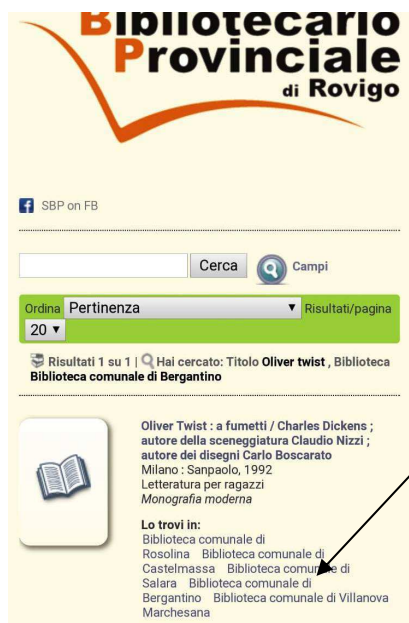 Bibliotecario
Provinciale
di Rovigo
SBP on FB
Cerca
Campi
Ordina Pertinenza ▼ Risultati/pagina
20 ▼
Risultati 1 su 1 | Hai cercato: Titolo Oliver twist , Biblioteca
Biblioteca comunale di Bergantino
Oliver Twist : a fumetti / Charles Dickens ;
autore della sceneggiatura Claudio Nizzi ;
autore dei disegni Carlo Boscarato
Milano : Sanpaolo, 1992
Letteratura per ragazzi
Monografia moderna
Lo trovi in:
Biblioteca comunale di
Rosolina Biblioteca comunale di
Castelmassa Biblioteca comunale di
Salara Biblioteca comunale di
Bergantino Biblioteca comunale di Villanova
Marchesana